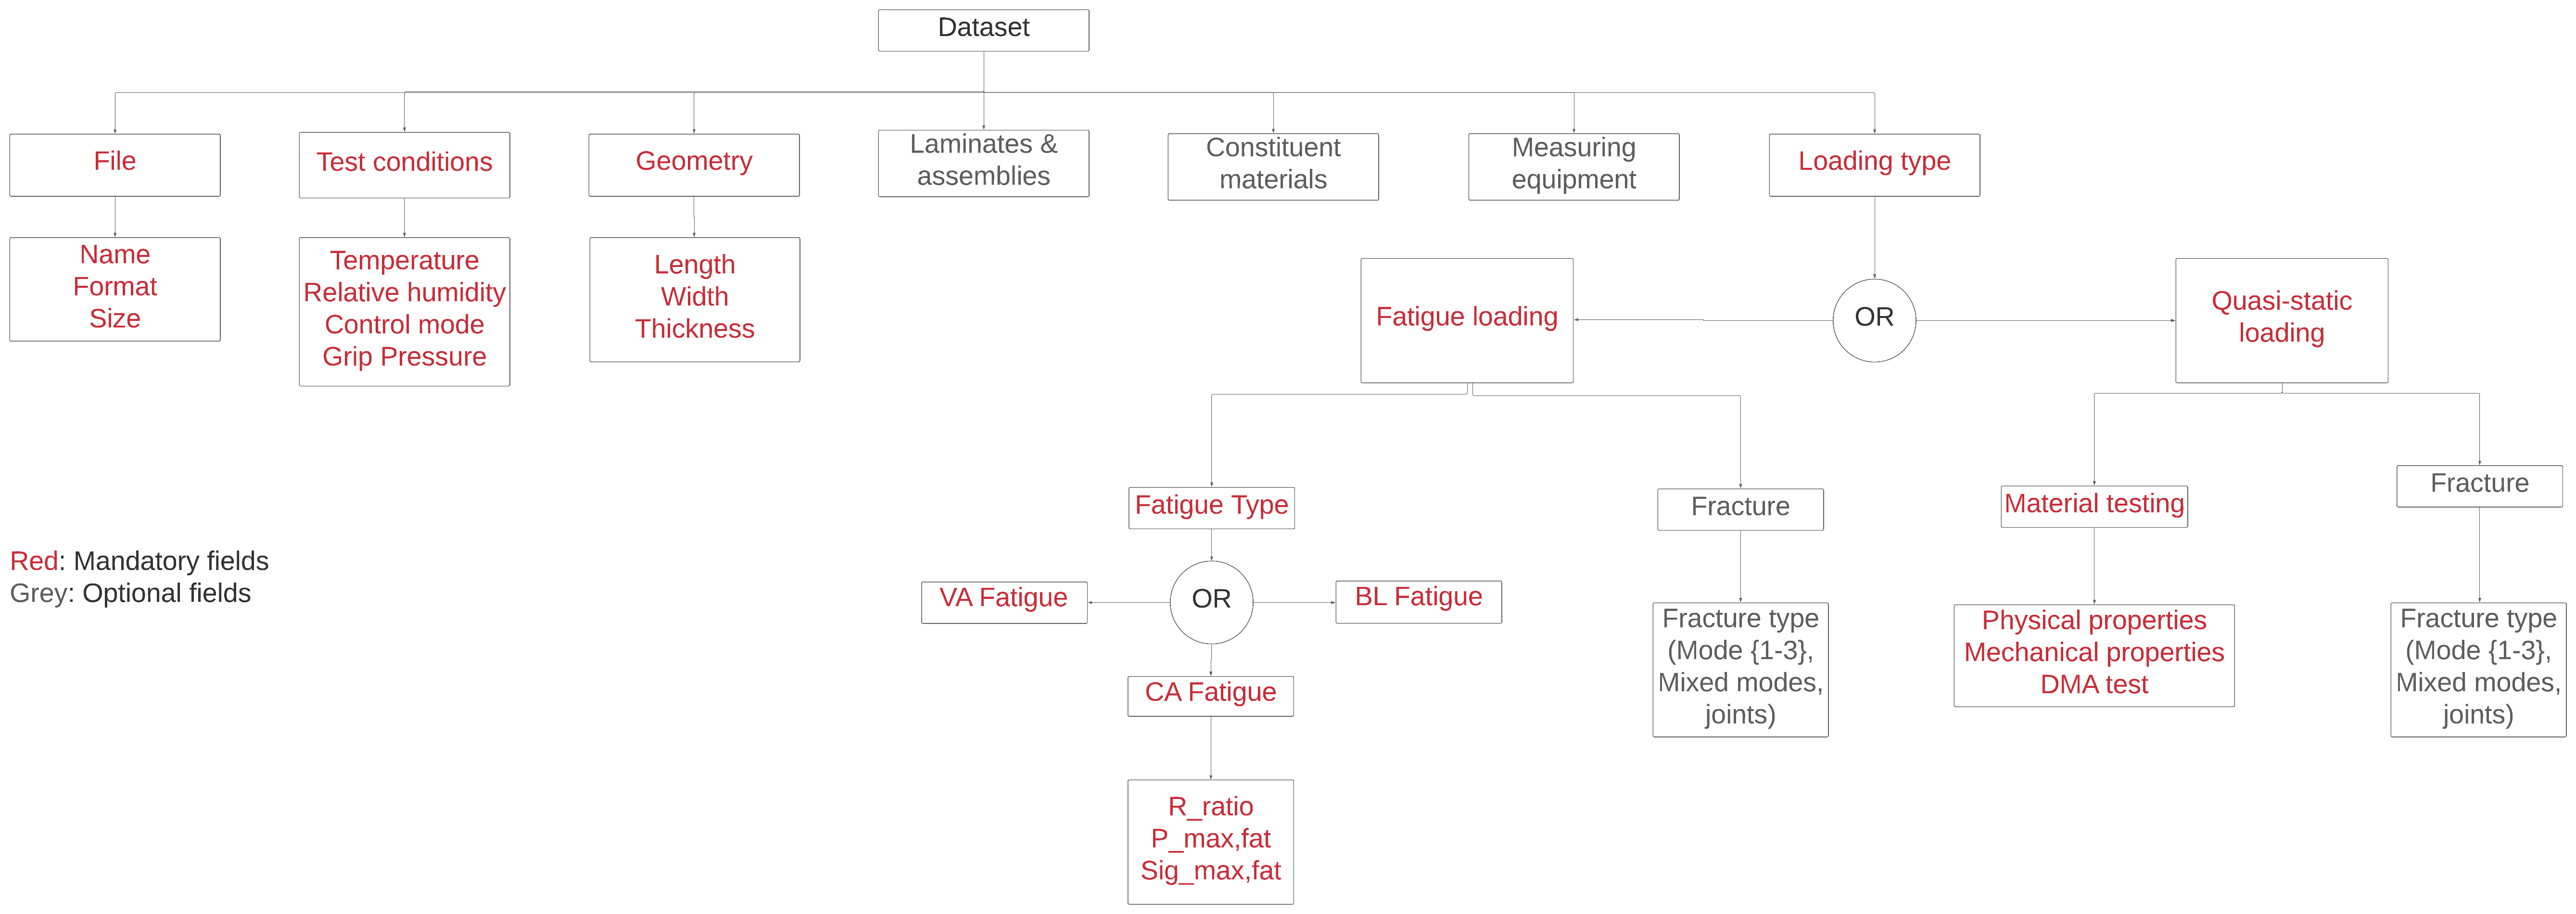 Dataset
File
Test conditions
Geometry
Laminates &
assemblies
Constituent
materials
Measuring
equipment
Loading type
Name
Format
Size
Temperature
Relative humidity
Control mode
Grip Pressure
Length
Width
Thickness
Fatigue loading
OR
Quasi-static
loading
Fatigue Type
Fracture
Material testing
Fracture
Red: Mandatory fields
Grey: Optional fields
VA Fatigue
OR
BL Fatigue
CA Fatigue
R_ratio
P_max,fat
Sig_max,fat
Fracture type
(Mode {1-3},
Mixed modes,
joints)
Physical properties
Mechanical properties
DMA test
Fracture type
(Mode {1-3},
Mixed modes,
joints)